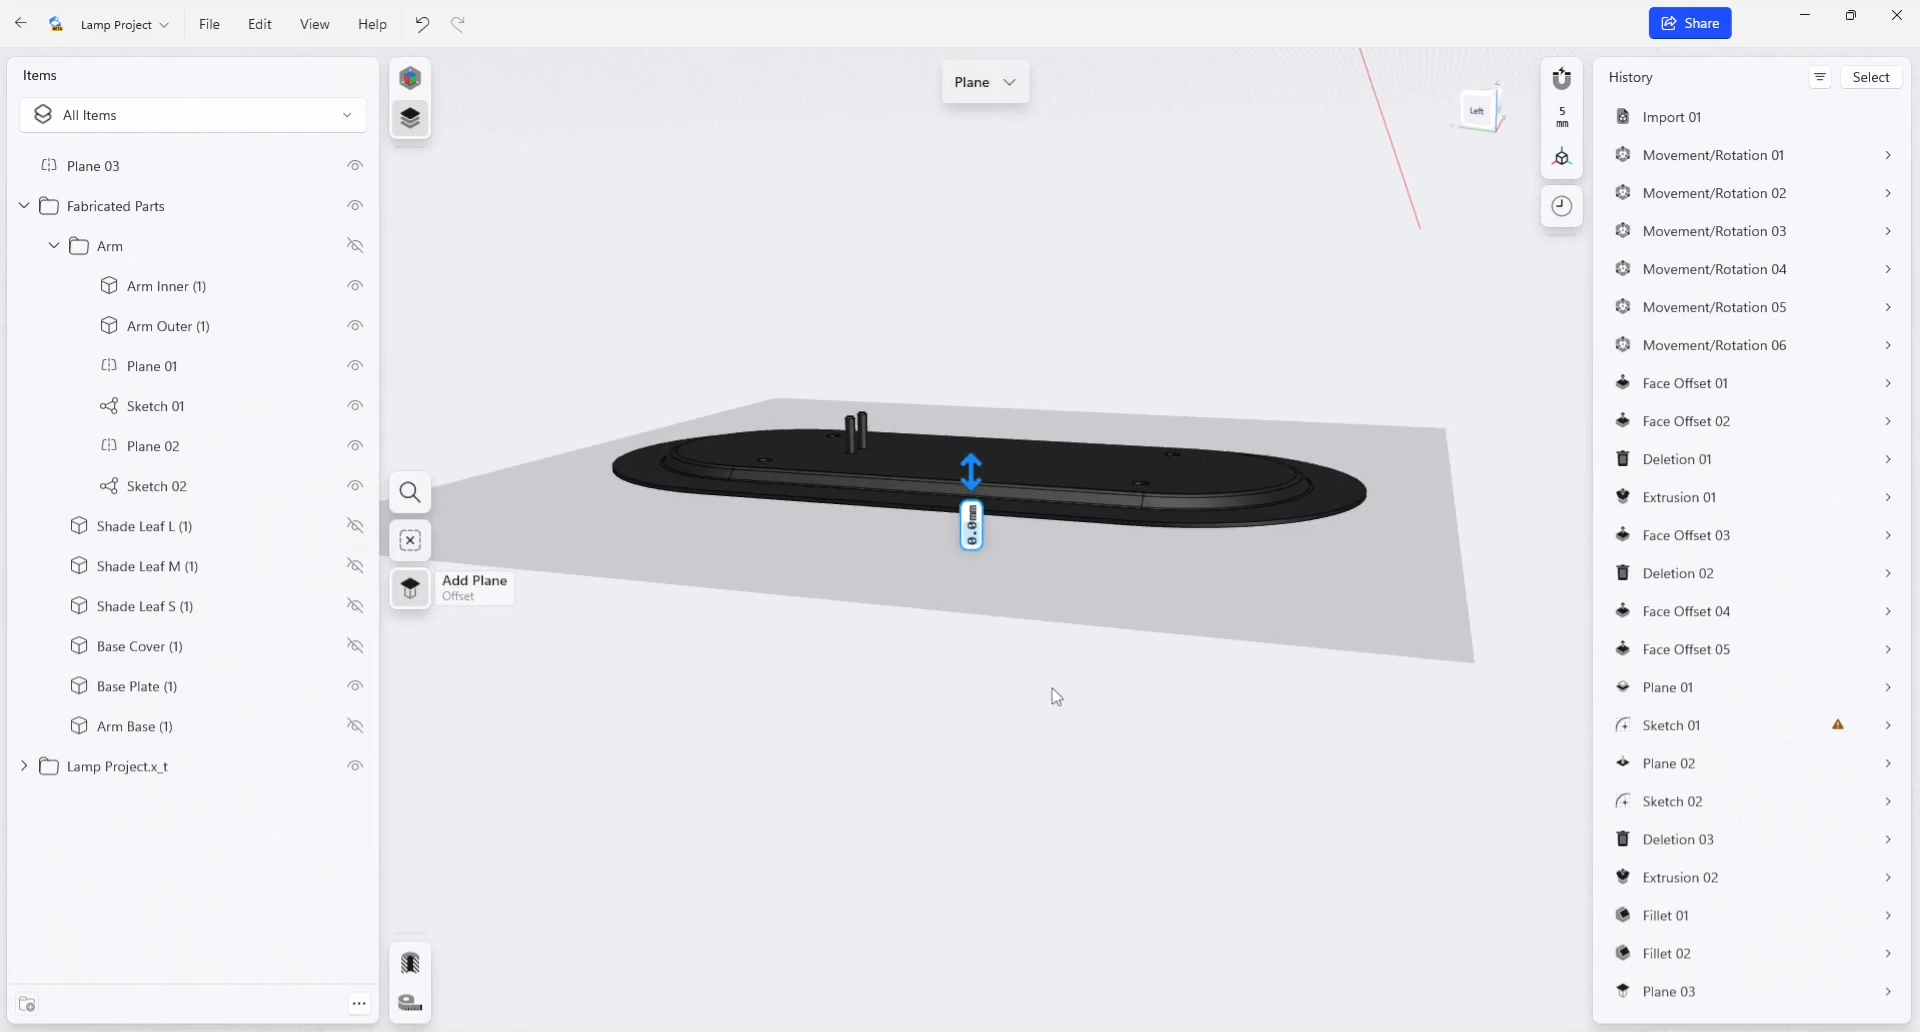 Lamp Project
File
Edit
View
Help
Share
Items
All Items
Plane 03
Fabricated Parts
Arm
Arm Inner (1)
Arm Outer (1)
Plane 01
Sketch 01
Plane 02
Sketch 02
Shade Leaf L (1)
Shade Leaf M (1)
Shade Leaf S (1)
Base Cover (1)
Base Plate (1)
Arm Base (1)
Lamp Project.x_t
Add Plane
Offset
Plane
0.0mm
Left
Z
Y
X
5
mm
History
Select
Import 01
Movement/Rotation 01
Movement/Rotation 02
Movement/Rotation 03
Movement/Rotation 04
Movement/Rotation 05
Movement/Rotation 06
Face Offset 01
Face Offset 02
Deletion 01
Extrusion 01
Face Offset 03
Deletion 02
Face Offset 04
Face Offset 05
Plane 01
Sketch 01
Plane 02
Sketch 02
Deletion 03
Extrusion 02
Fillet 01
Fillet 02
Plane 03